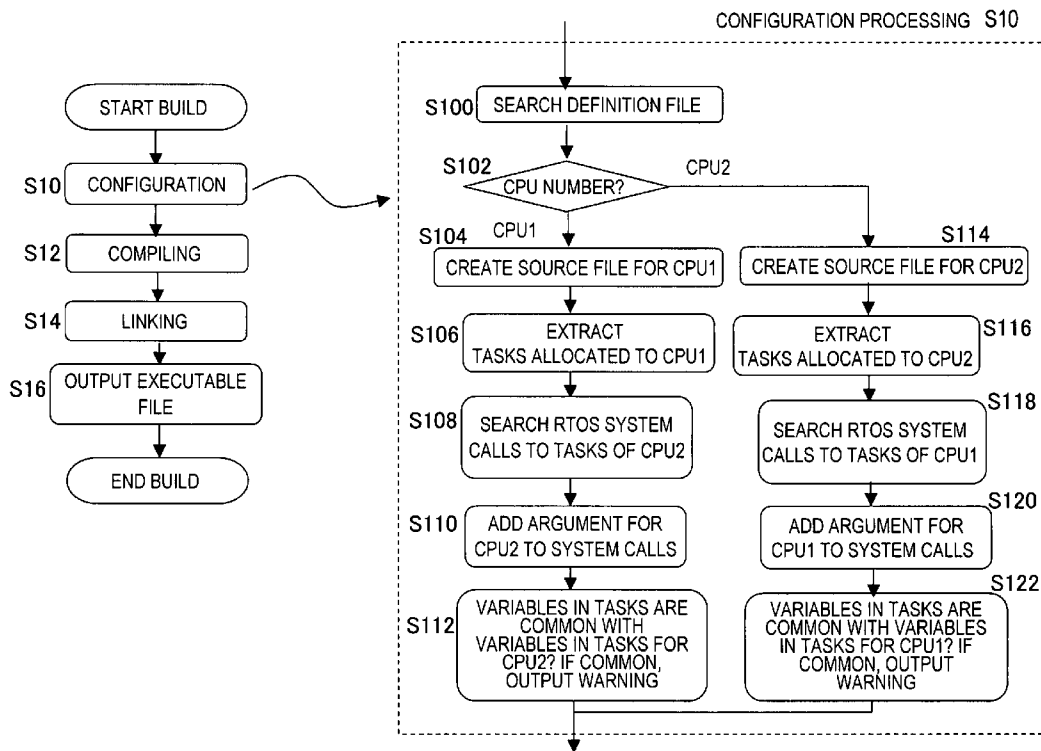 CONFIGURATION PROCESSING S10
START BUILD
S10
CONFIGURATION
S12
COMPILING
S14
LINKING
S16
OUTPUT EXECUTABLE
FILE
END BUILD
S100
SEARCH DEFINITION FILE
S102
CPU NUMBER?
CPU2
CPU1
S104
CREATE SOURCE FILE FOR CPU1
S106
EXTRACT
TASKS ALLOCATED TO CPU1
S108
SEARCH RTOS SYSTEM
CALLS TO TASKS OF CPU2
S110
ADD ARGUMENT FOR
CPU2 TO SYSTEM CALLS
S112
VARIABLES IN TASKS ARE
COMMON WITH
VARIABLES IN TASKS FOR
CPU2? IF COMMON,
OUTPUT WARNING
S114
CREATE SOURCE FILE FOR CPU2
S116
EXTRACT
TASKS ALLOCATED TO CPU2
S118
SEARCH RTOS SYSTEM
CALLS TO TASKS OF CPU1
S120
ADD ARGUMENT FOR
CPU1 TO SYSTEM CALLS
S122
VARIABLES IN TASKS ARE
COMMON WITH VARIABLES
IN TASKS FOR CPU1? IF
COMMON, OUTPUT
WARNING